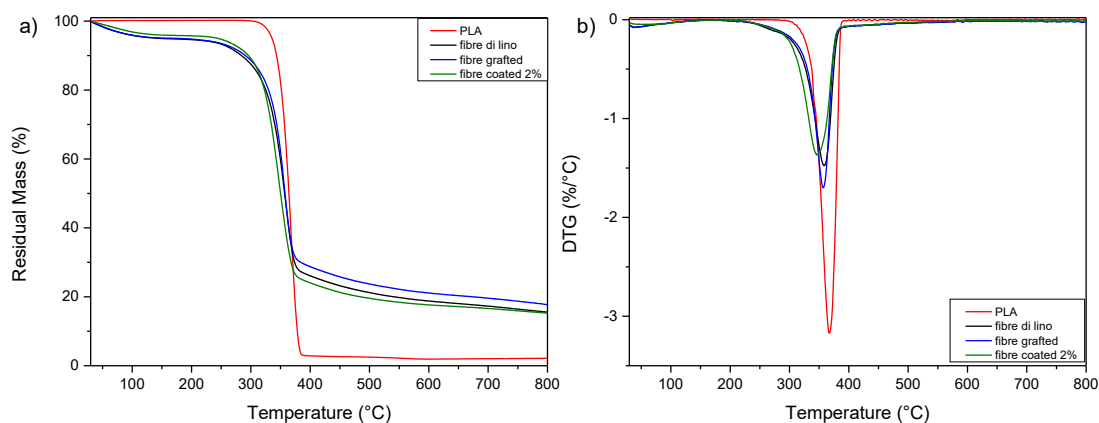 a)
Residual Mass (%)
100
80
60
40
20
0
PLA
fibre di lino
fibre grafted
fibre coated 2%
100 200 300 400 500 600 700 800
Temperature (°C)
b)
DTG (%/°C)
0
-1
-2
-3
PLA
fibre di lino
fibre grafted
fibre coated 2%
100 200 300 400 500 600 700 800
Temperature (°C)